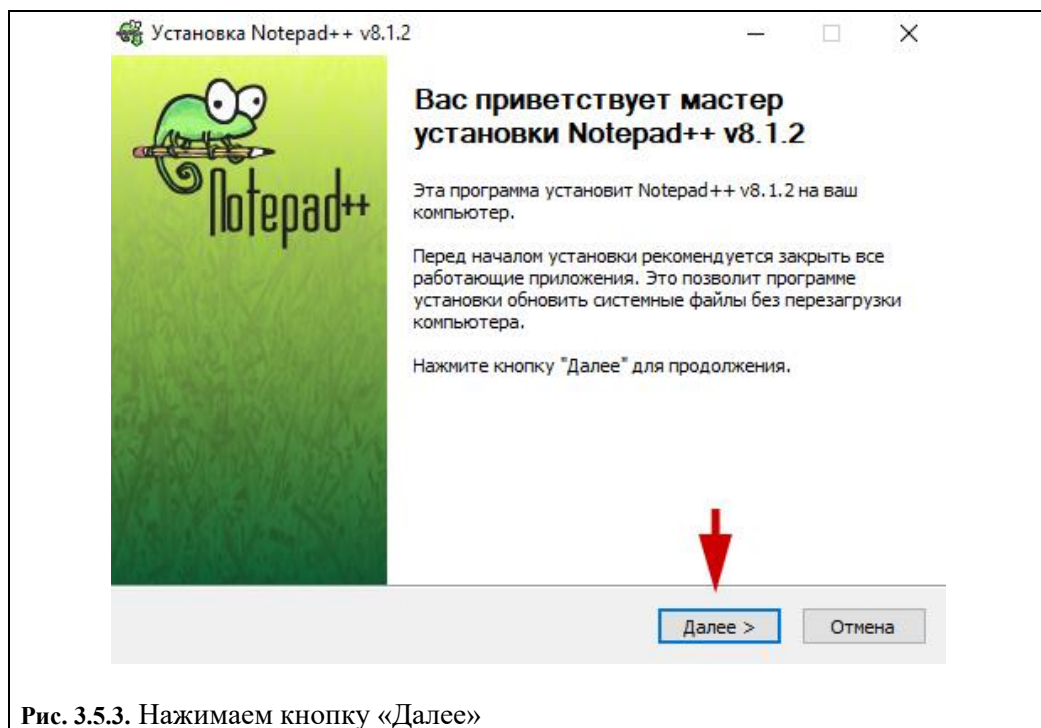 Установка Notepad++ v8.1.2
Notepad++
Вас приветствует мастер
установки Notepad++ v8.1.2
Эта программа установит Notepad++ v8.1.2 на ваш
компьютер.
Перед началом установки рекомендуется закрыть все
работающие приложения. Это позволит программе
установки обновить системные файлы без перезагрузки
компьютера.
Нажмите кнопку "Далее" для продолжения.
Далее >
Отмена
Рис. 3.5.3. Нажимаем кнопку «Далее»